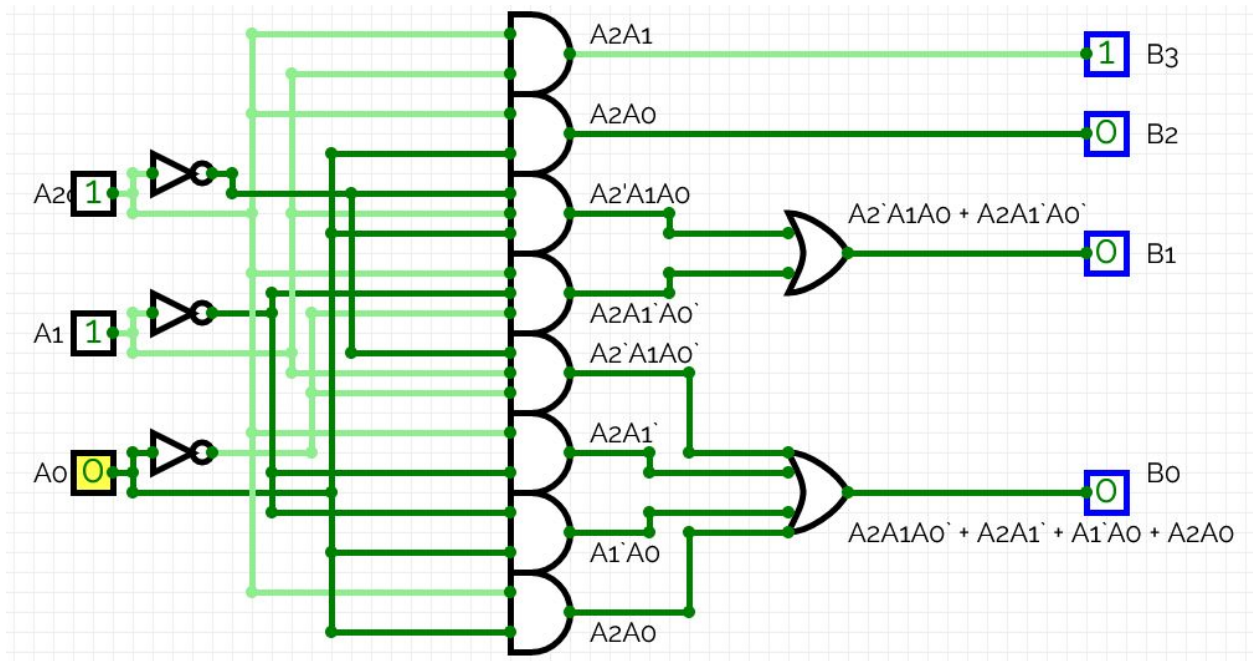 A2A1
1 B3
A2A0
0 B2
A2 1
A2'A1A0
A2`A1A0 + A2A1`A0`
0 B1
A2A1`A0`
A1 1
A2`A1A0`
A2A1`
A0 0
B0
0
A2A1A0` + A2A1` + A1`A0 + A2A0
A1`A0
A2A0